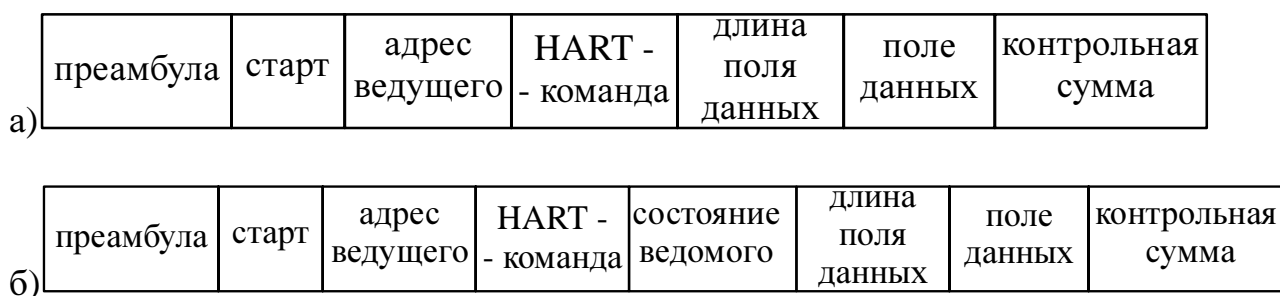 а)
преамбула
старт
адрес
ведущего
HART -
- команда
длина
поля
данных
поле
данных
контрольная
сумма
б)
преамбула
старт
адрес
ведущего
HART -
- команда
состояние
ведомого
длина
поля
данных
поле
данных
контрольная
сумма